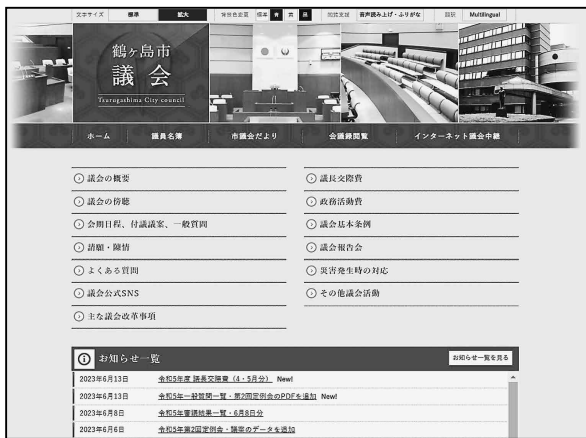 文字サイズ 標準 拡大 背景色変更 標準 青 黄 黒 閲覧支援 音声読み上げ・ふりがな 翻訳 Multilingual
鶴ヶ島市
議会
Tsurugashima City council
ホーム 議員名簿 市議会だより 会議録閲覧 インターネット議会中継
議会の概要 議長交際費
議会の傍聴 政務活動費
会期日程、付議議案、一般質問 議会基本条例
請願・陳情 議会報告会
よくある質問 災害発生時の対応
議会公式SNS その他議会活動
主な議会改革事項
お知らせ一覧 お知らせ一覧を見る
2023年6月13日 令和5年度 議長交際費（4・5月分） New!
2023年6月13日 令和5年一般質問一覧・第2回定例会のPDFを追加 New!
2023年6月8日 令和5年審議結果一覧・6月8日分
2023年6月6日 令和5年第2回定例会・議案のデータを追加